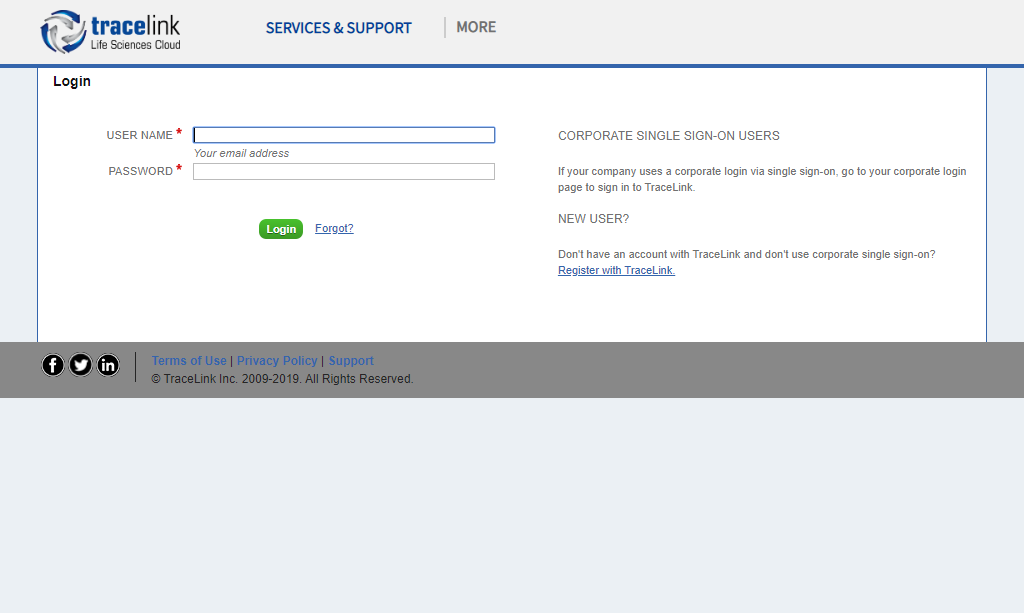 tracelink
Life Sciences Cloud
SERVICES & SUPPORT
MORE
Login
USER NAME *
Your email address
PASSWORD *
Login
Forgot?
CORPORATE SINGLE SIGN-ON USERS
If your company uses a corporate login via single sign-on, go to your corporate login
page to sign in to TraceLink.
NEW USER?
Don't have an account with TraceLink and don't use corporate single sign-on?
Register with TraceLink.
Terms of Use | Privacy Policy | Support
© TraceLink Inc. 2009-2019. All Rights Reserved.